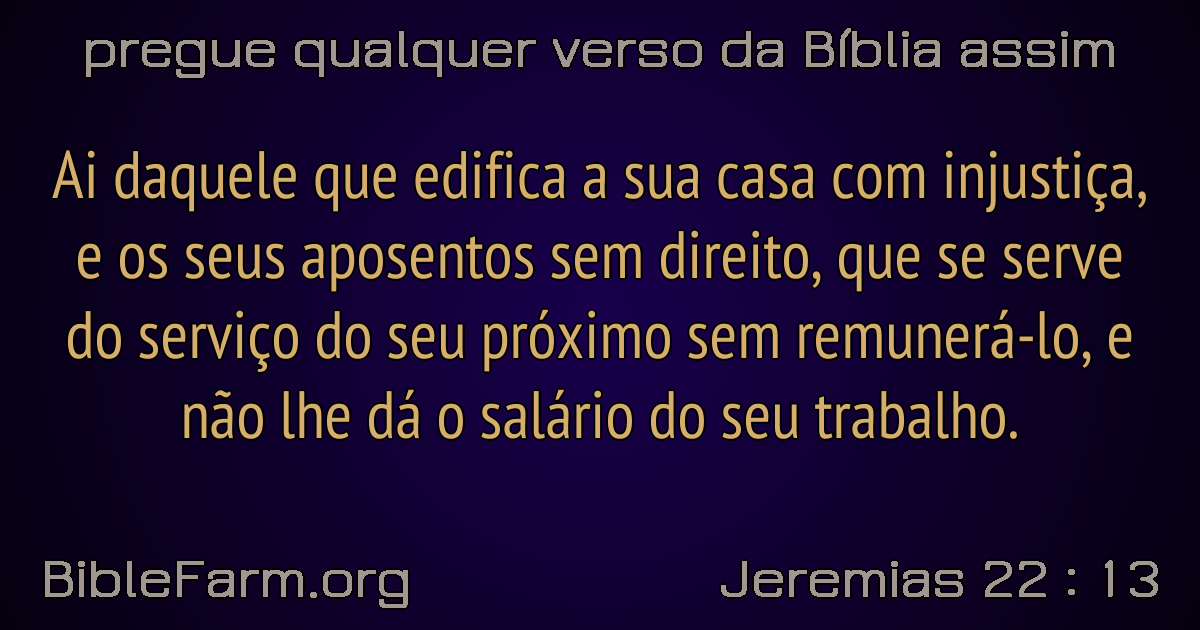 pregue qualquer verso da Bíblia assim
Ai daquele que edifica a sua casa com injustiça,
e os seus aposentos sem direito, que se serve
do serviço do seu próximo sem remunerá-lo, e
não lhe dá o salário do seu trabalho.
BibleFarm.org
Jeremias 22 : 13